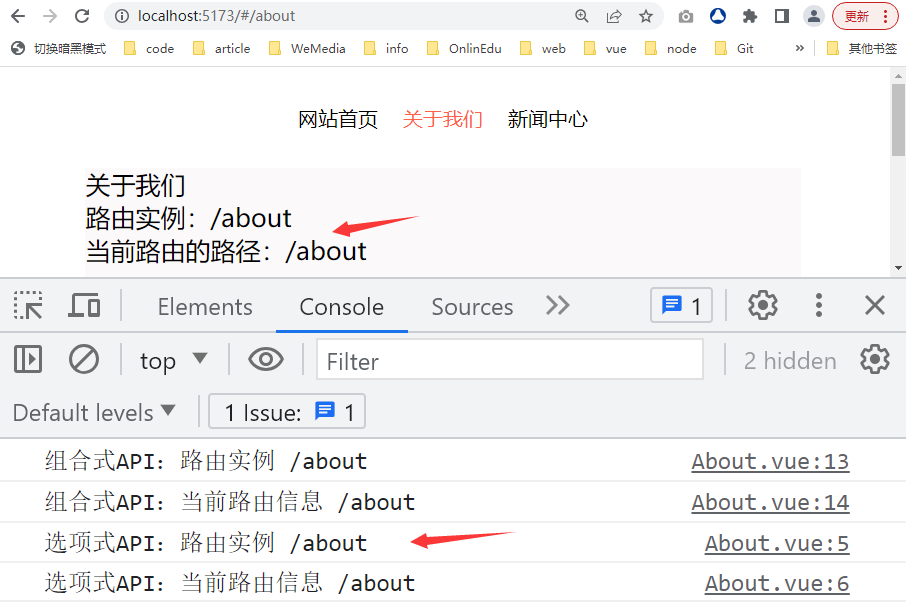 localhost:5173/#/about 更新
切换暗黑模式 code article WeMedia info OnlinEdu web vue node Git » 其他书签
网站首页 关于我们 新闻中心
关于我们
路由实例：/about
当前路由的路径：/about
Elements Console Sources 1
top Filter 2 hidden
Default levels 1 Issue: 1
组合式API：路由实例 /about About.vue:13
组合式API：当前路由信息 /about About.vue:14
选项式API：路由实例 /about About.vue:5
选项式API：当前路由信息 /about About.vue:6